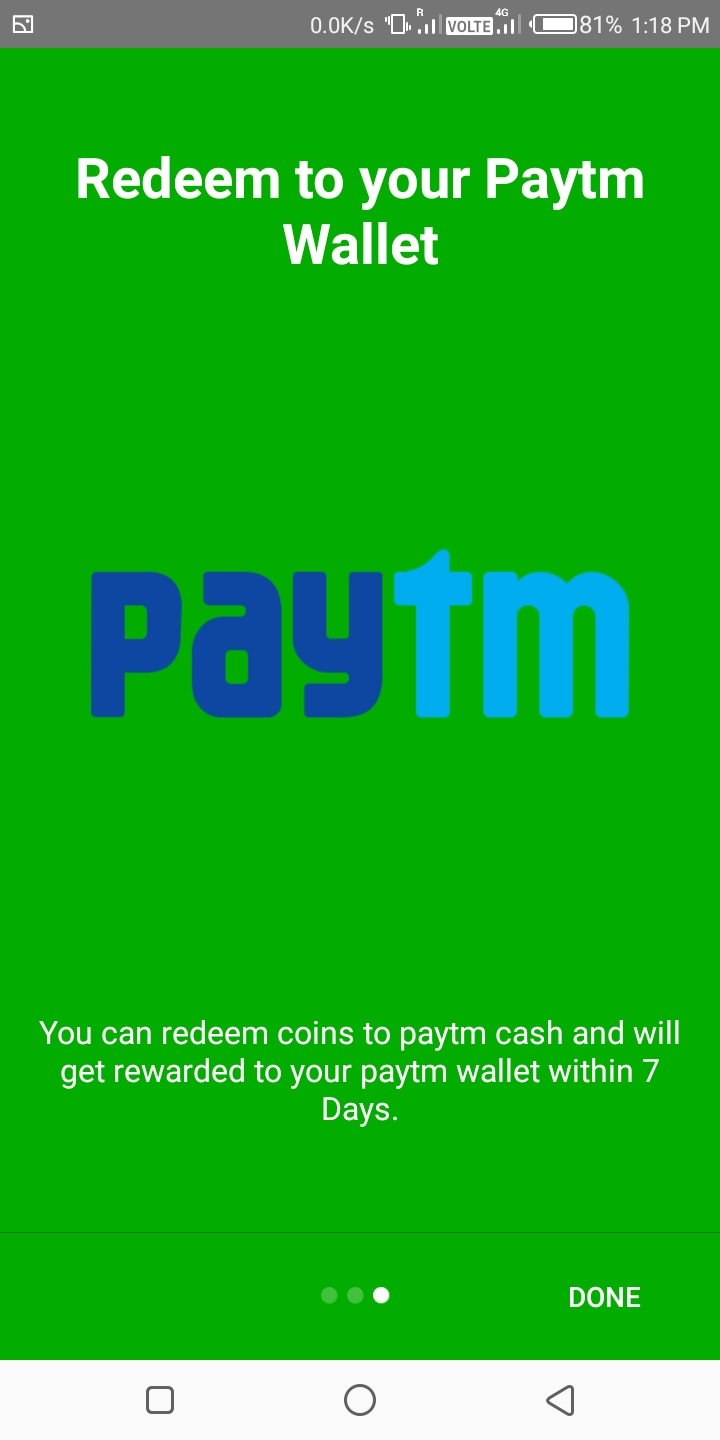 0.0K/s R VOLTE 4G 81% 1:18 PM
Redeem to your Paytm
Wallet
paytm
You can redeem coins to paytm cash and will
get rewarded to your paytm wallet within 7
Days.
DONE